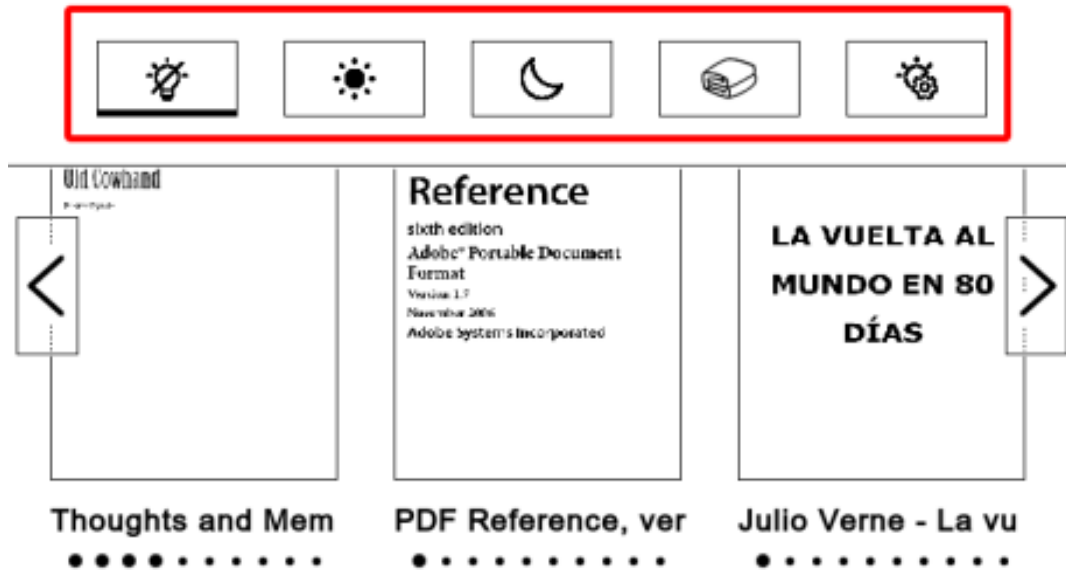 Old Cowhand
Reference
sixth edition
Adobe® Portable Document
Format
Version 1.7
November 2006
Adobe Systems Incorporated
LA VUELTA AL
MUNDO EN 80
DÍAS
Thoughts and Mem
PDF Reference, ver
Julio Verne - La vu